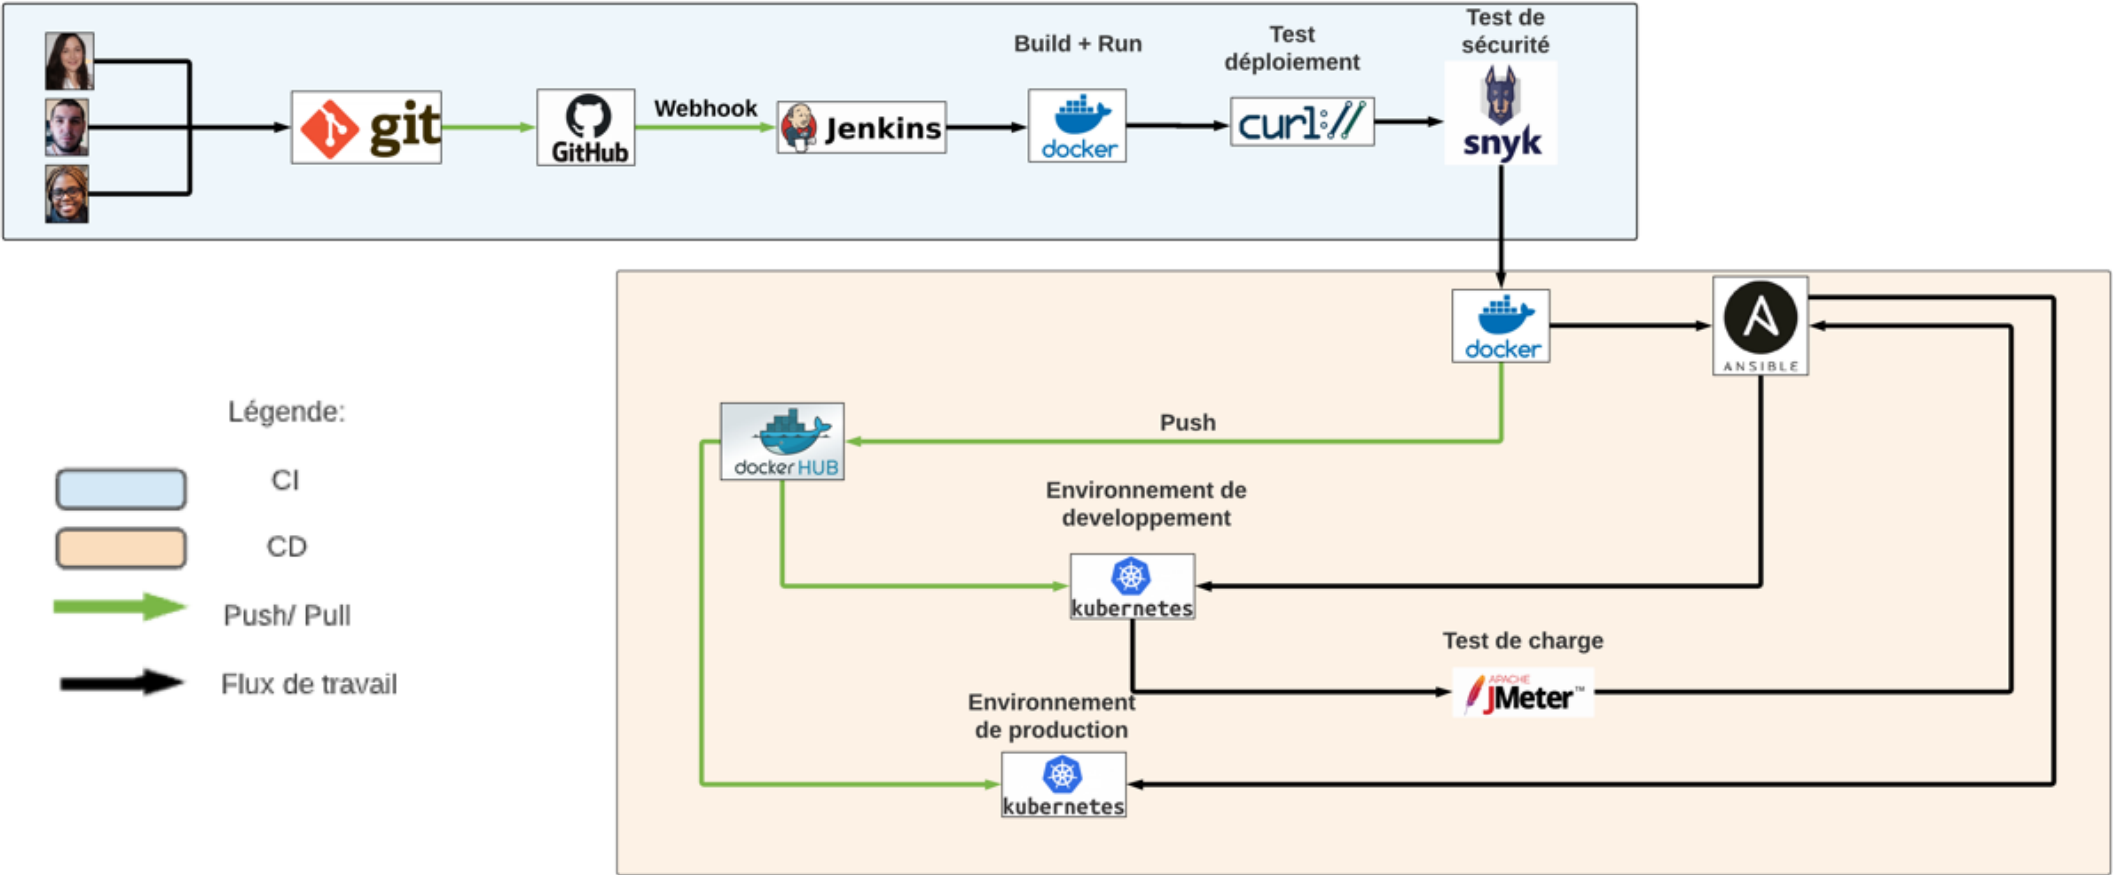 Test de
sécurité
Test
déploiement
Build + Run
git
GitHub
Webhook
Jenkins
docker
curl://
snyk
docker
ANSIBLE
Push
docker HUB
Environnement de
developpement
kubernetes
Test de charge
APACHE
JMeter™
Environnement
de production
kubernetes
Légende:
CI
CD
Push/ Pull
Flux de travail